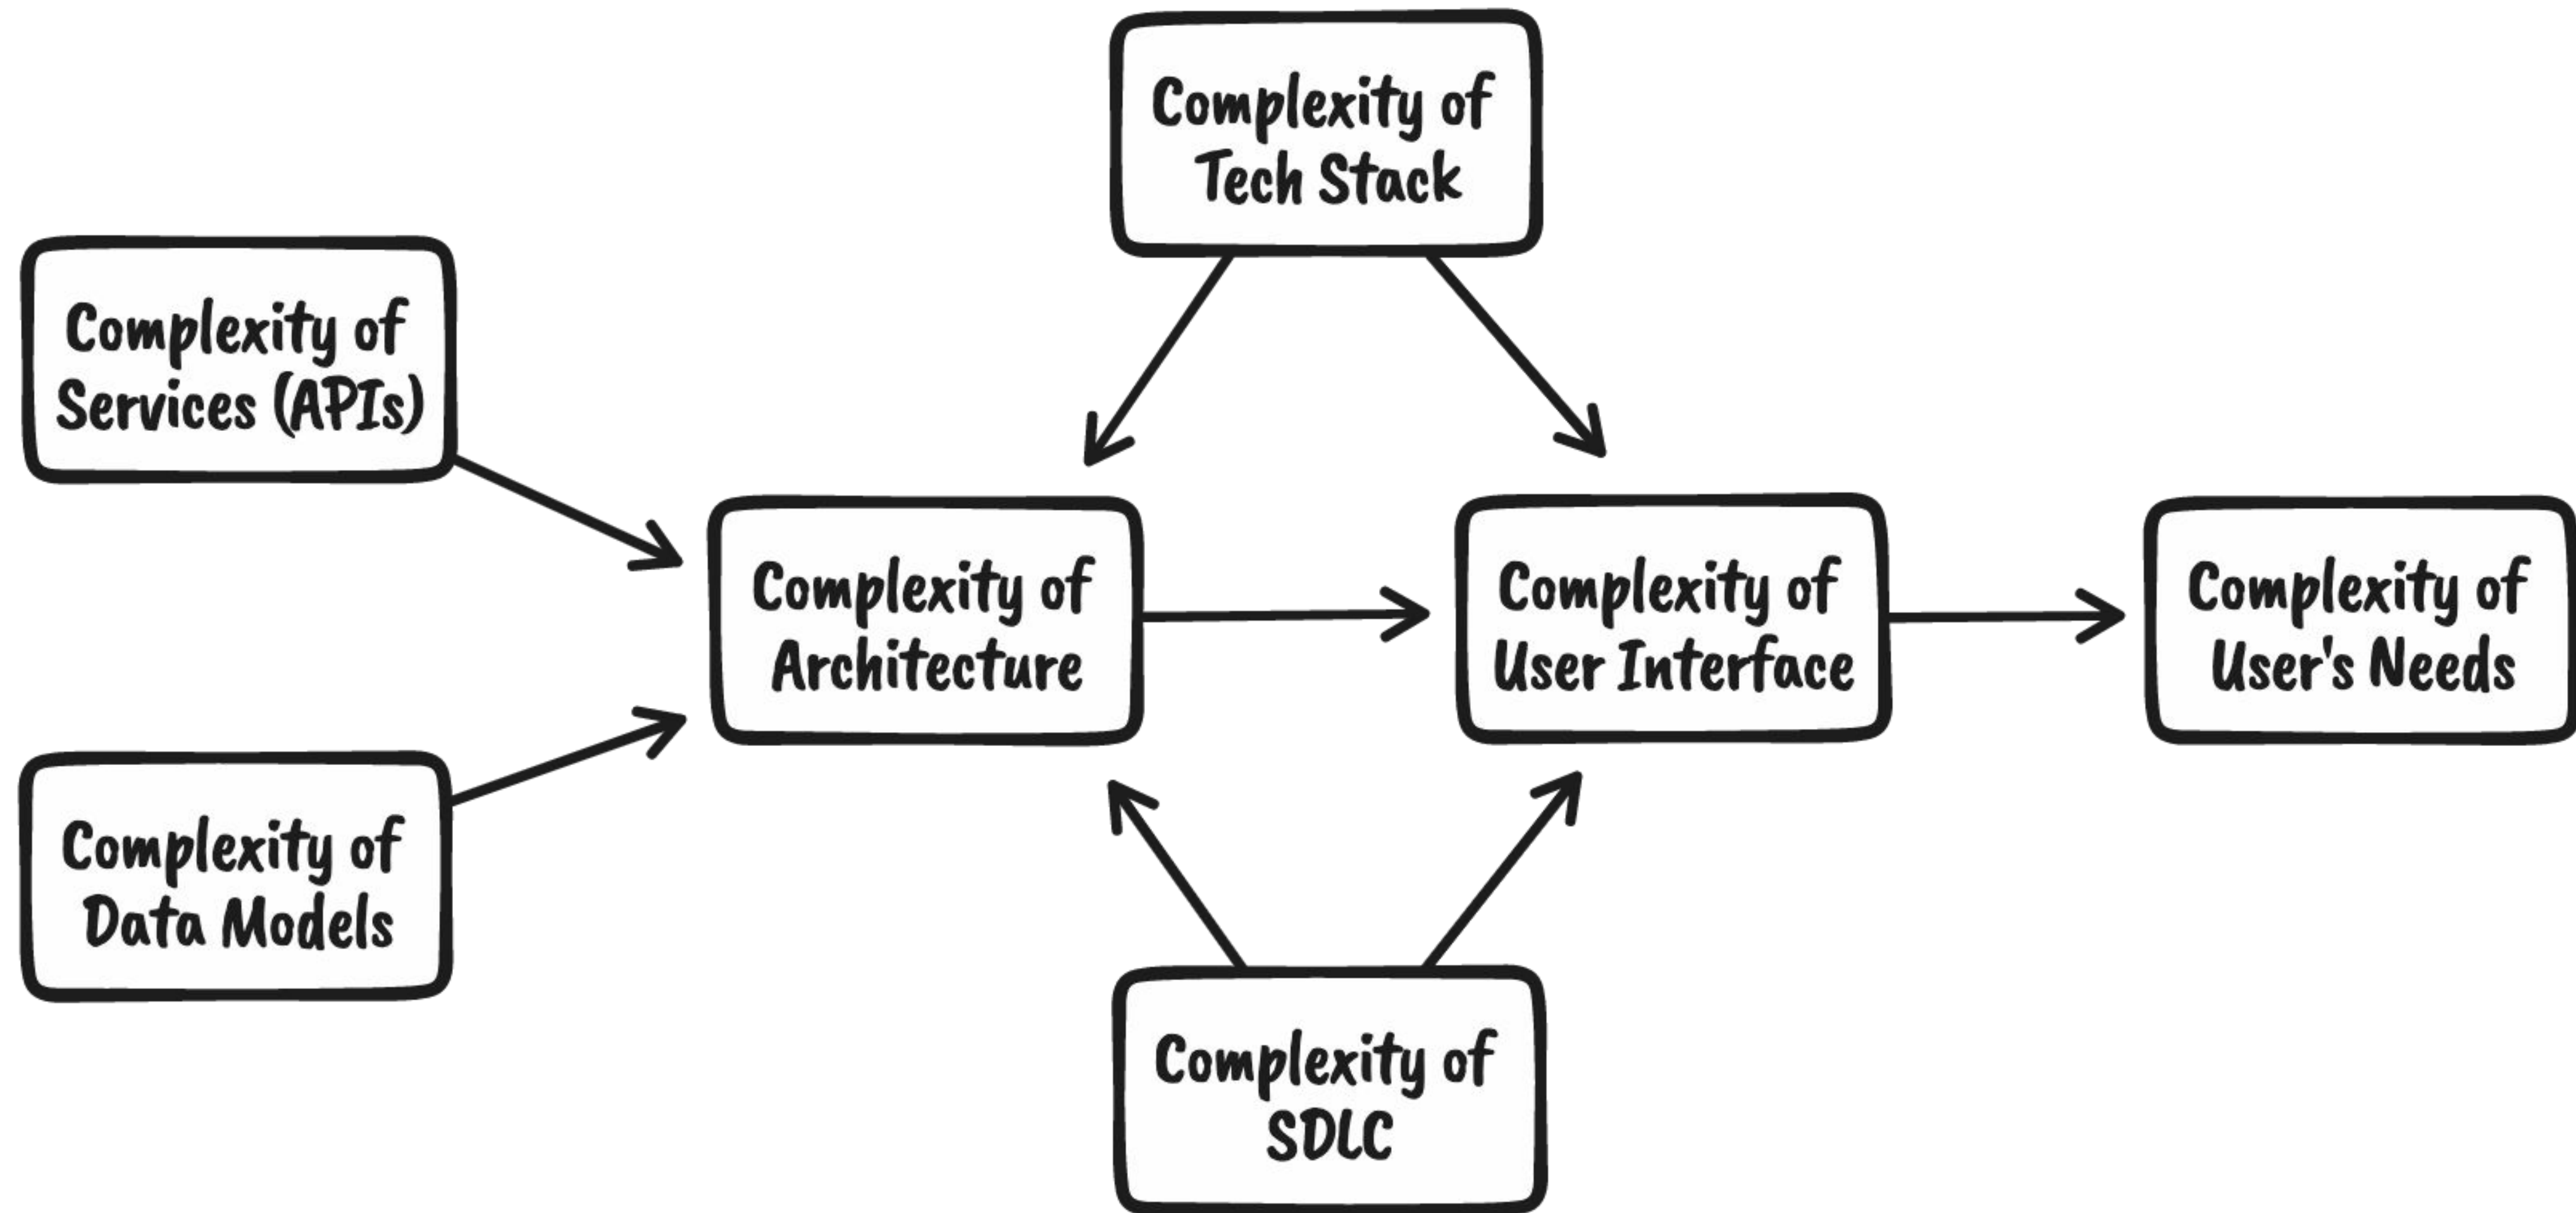 Complexity of
Tech Stack
Complexity of
Services (APIs)
Complexity of
Architecture
Complexity of
User Interface
Complexity of
User's Needs
Complexity of
Data Models
Complexity of
SDLC